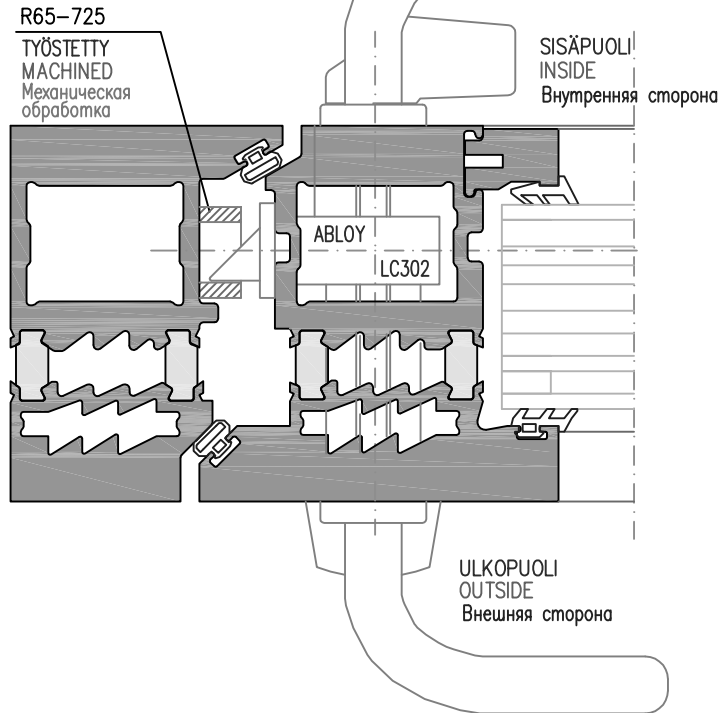 R65-725
TYÖSTETTY
MACHINED
Механическая
обработка
SISÄPUOLI
INSIDE
Внутренняя сторона
ABLOY
LC302
ULKOPUOLI
OUTSIDE
Внешняя сторона